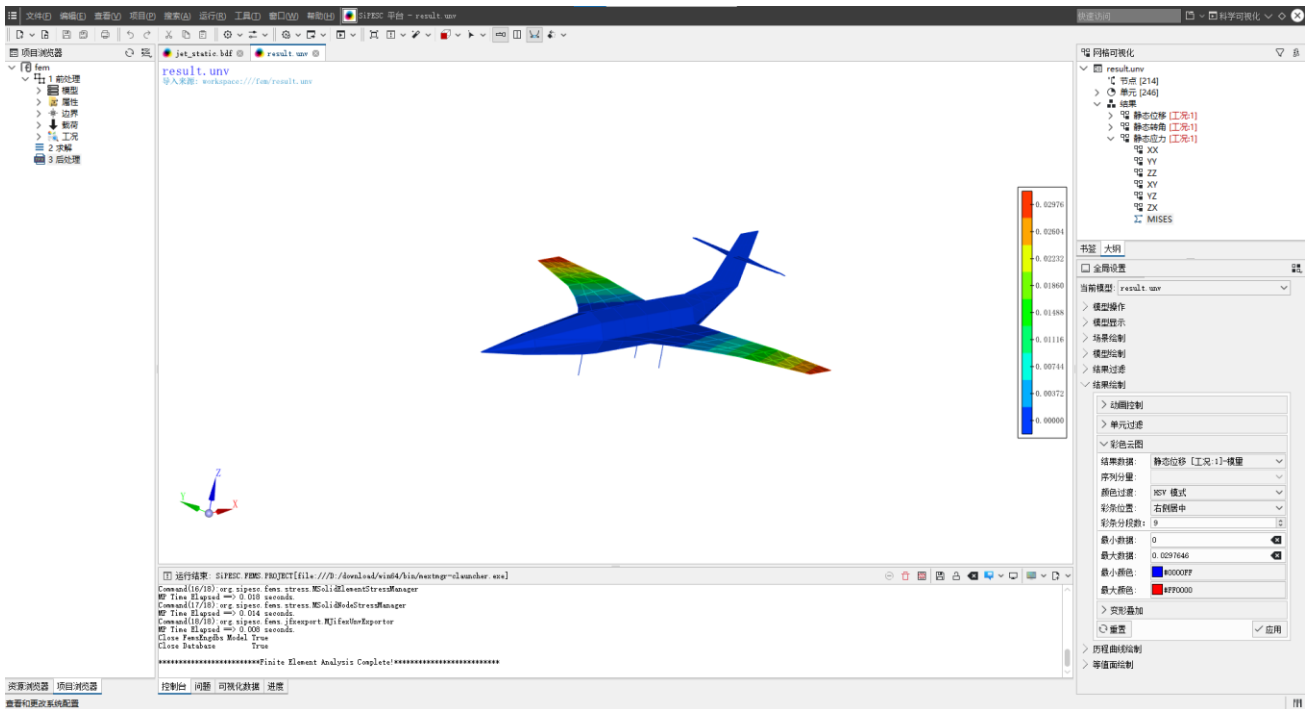 文件(F) 编辑(E) 查看(V) 项目(P) 搜索(A) 运行(R) 工具(T) 窗口(W) 帮助(H) SiPESC 平台 - result.unv
快速访问 科学可视化
项目浏览器
fem
1 前处理
模型
属性
边界
载荷
工况
2 求解
3 后处理
资源浏览器 项目浏览器
查看和更改系统配置
jet_static.bdf result.unv
result.unv
导入来源: workspace:///fem/result.unv
0.02976
0.02604
0.02232
0.01860
0.01488
0.01116
0.00744
0.00372
0.00000
Z
Y
X
运行结束: SiPESC.FEMS.PROJECT[file:///D:/download/win64/bin/nextmgr-claucher.exe]
Command(16/18):org.sipesc.fems.stress.MSolidElementStressManager
MP Time Elapsed ==> 0.018 seconds.
Command(17/18):org.sipesc.fems.stress.MSolidNodeStressManager
MP Time Elapsed ==> 0.014 seconds.
Command(18/18):org.sipesc.fems.jfexport.MJifexUnvExportor
MP Time Elapsed ==> 0.008 seconds.
Close FemsEngdbs Model True
Close Database True
**************************Finite Element Analysis Complete!***************************
控制台 问题 可视化数据 进度
网格可视化
result.unv
节点 [214]
单元 [246]
结果
静态位移 [工况:1]
静态转角 [工况:1]
静态应力 [工况:1]
XX
YY
ZZ
XY
YZ
ZX
MISES
书签 大纲
全局设置
当前模型: result.unv
模型操作
模型显示
场景绘制
模型绘制
结果过滤
结果绘制
动画控制
单元过滤
彩色云图
结果数据: 静态位移 [工况:1]-模量
序列分量:
颜色过渡: HSV 模式
彩条位置: 右侧居中
彩条分段数: 9
最小数据: 0
最大数据: 0.0297646
最小颜色: #0000FF
最大颜色: #FF0000
变形叠加
重置 应用
历程曲线绘制
等值面绘制